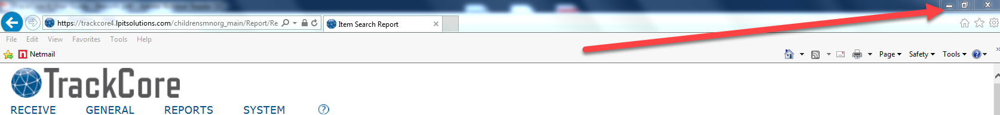 https://trackcore4.lpitsolutions.com/childrensmnorg_main/Report/Re
Item Search Report
File Edit View Favorites Tools Help
n Netmail
Page Safety Tools
TrackCore
RECEIVE GENERAL REPORTS SYSTEM ?